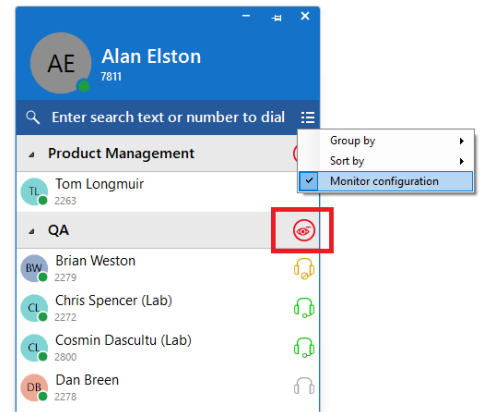 AE
Alan Elston
7811
Enter search text or number to dial
Group by
Sort by
Monitor configuration
Product Management
TL
Tom Longmuir
2263
QA
BW
Brian Weston
2279
CL
Chris Spencer (Lab)
2272
CL
Cosmin Dascultu (Lab)
2800
DB
Dan Breen
2278